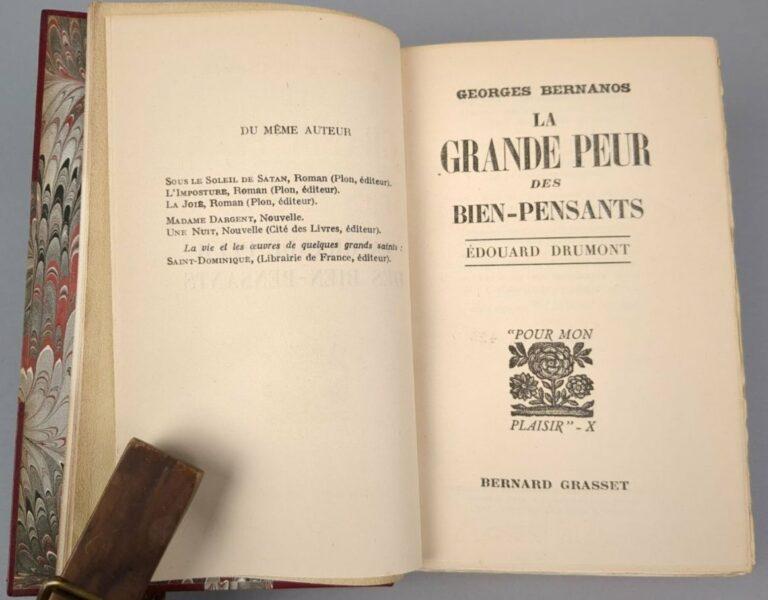 DU MÊME AUTEUR
SOUS LE SOLEIL DE SATAN, Roman (Plon, éditeur).
L'IMPOSTURE, Roman (Plon, éditeur).
LA JOIE, Roman (Plon, éditeur).
MADAME DARGENT, Nouvelle.
UNE NUIT, Nouvelle (Cité des Livres, éditeur).
La vie et les œuvres de quelques grands saints :
SAINT-DOMINIQUE, (Librairie de France, éditeur).
GEORGES BERNANOS
LA
GRANDE PEUR
DES
BIEN-PENSANTS
ÉDOUARD DRUMONT
"POUR MON
PLAISIR" - X
BERNARD GRASSET